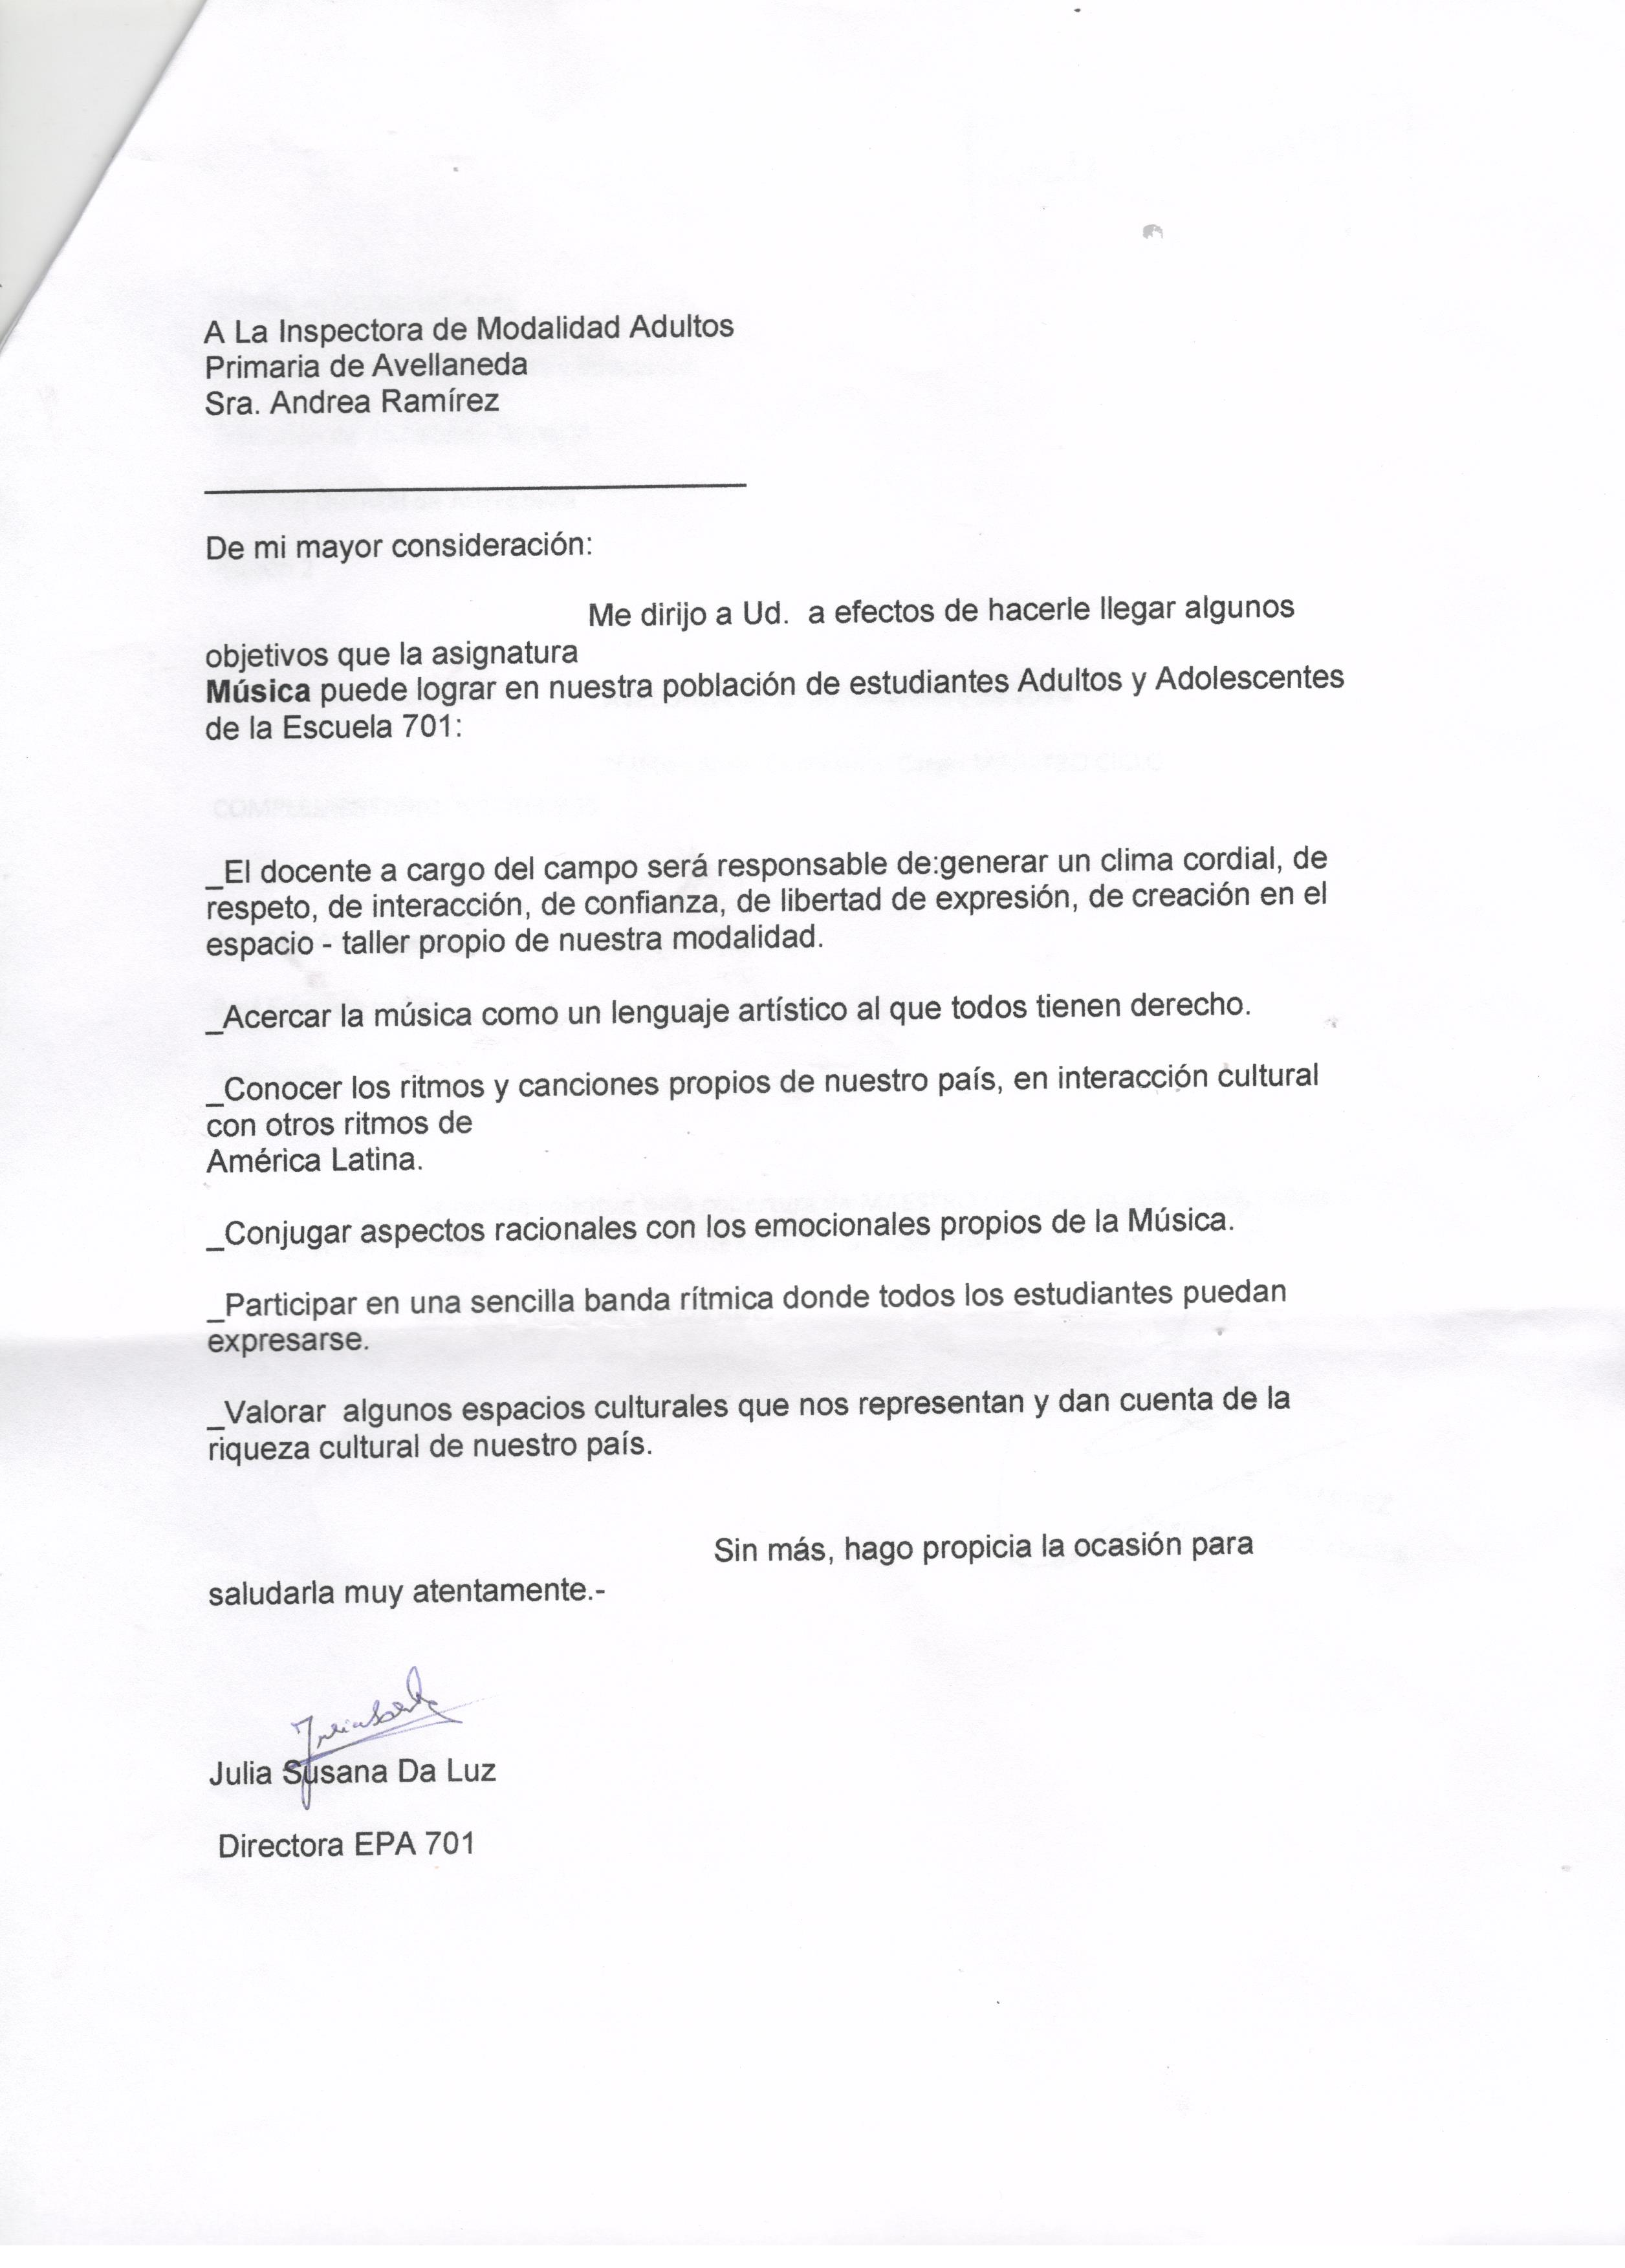 A La Inspectora de Modalidad Adultos
Primaria de Avellaneda
Sra. Andrea Ramírez
De mi mayor consideración:
Me dirijo a Ud.  a efectos de hacerle llegar algunos
objetivos que la asignatura
Música puede lograr en nuestra población de estudiantes Adultos y Adolescentes
de la Escuela 701:
_El docente a cargo del campo será responsable de:generar un clima cordial, de
respeto, de interacción, de confianza, de libertad de expresión, de creación en el
espacio - taller propio de nuestra modalidad.
_Acercar la música como un lenguaje artístico al que todos tienen derecho.
_Conocer los ritmos y canciones propios de nuestro país, en interacción cultural
con otros ritmos de
América Latina.
_Conjugar aspectos racionales con los emocionales propios de la Música.
_Participar en una sencilla banda rítmica donde todos los estudiantes puedan
expresarse.
_Valorar  algunos espacios culturales que nos representan y dan cuenta de la
riqueza cultural de nuestro país.
Sin más, hago propicia la ocasión para
saludarla muy atentamente.-
Julia Susana Da Luz
Directora EPA 701